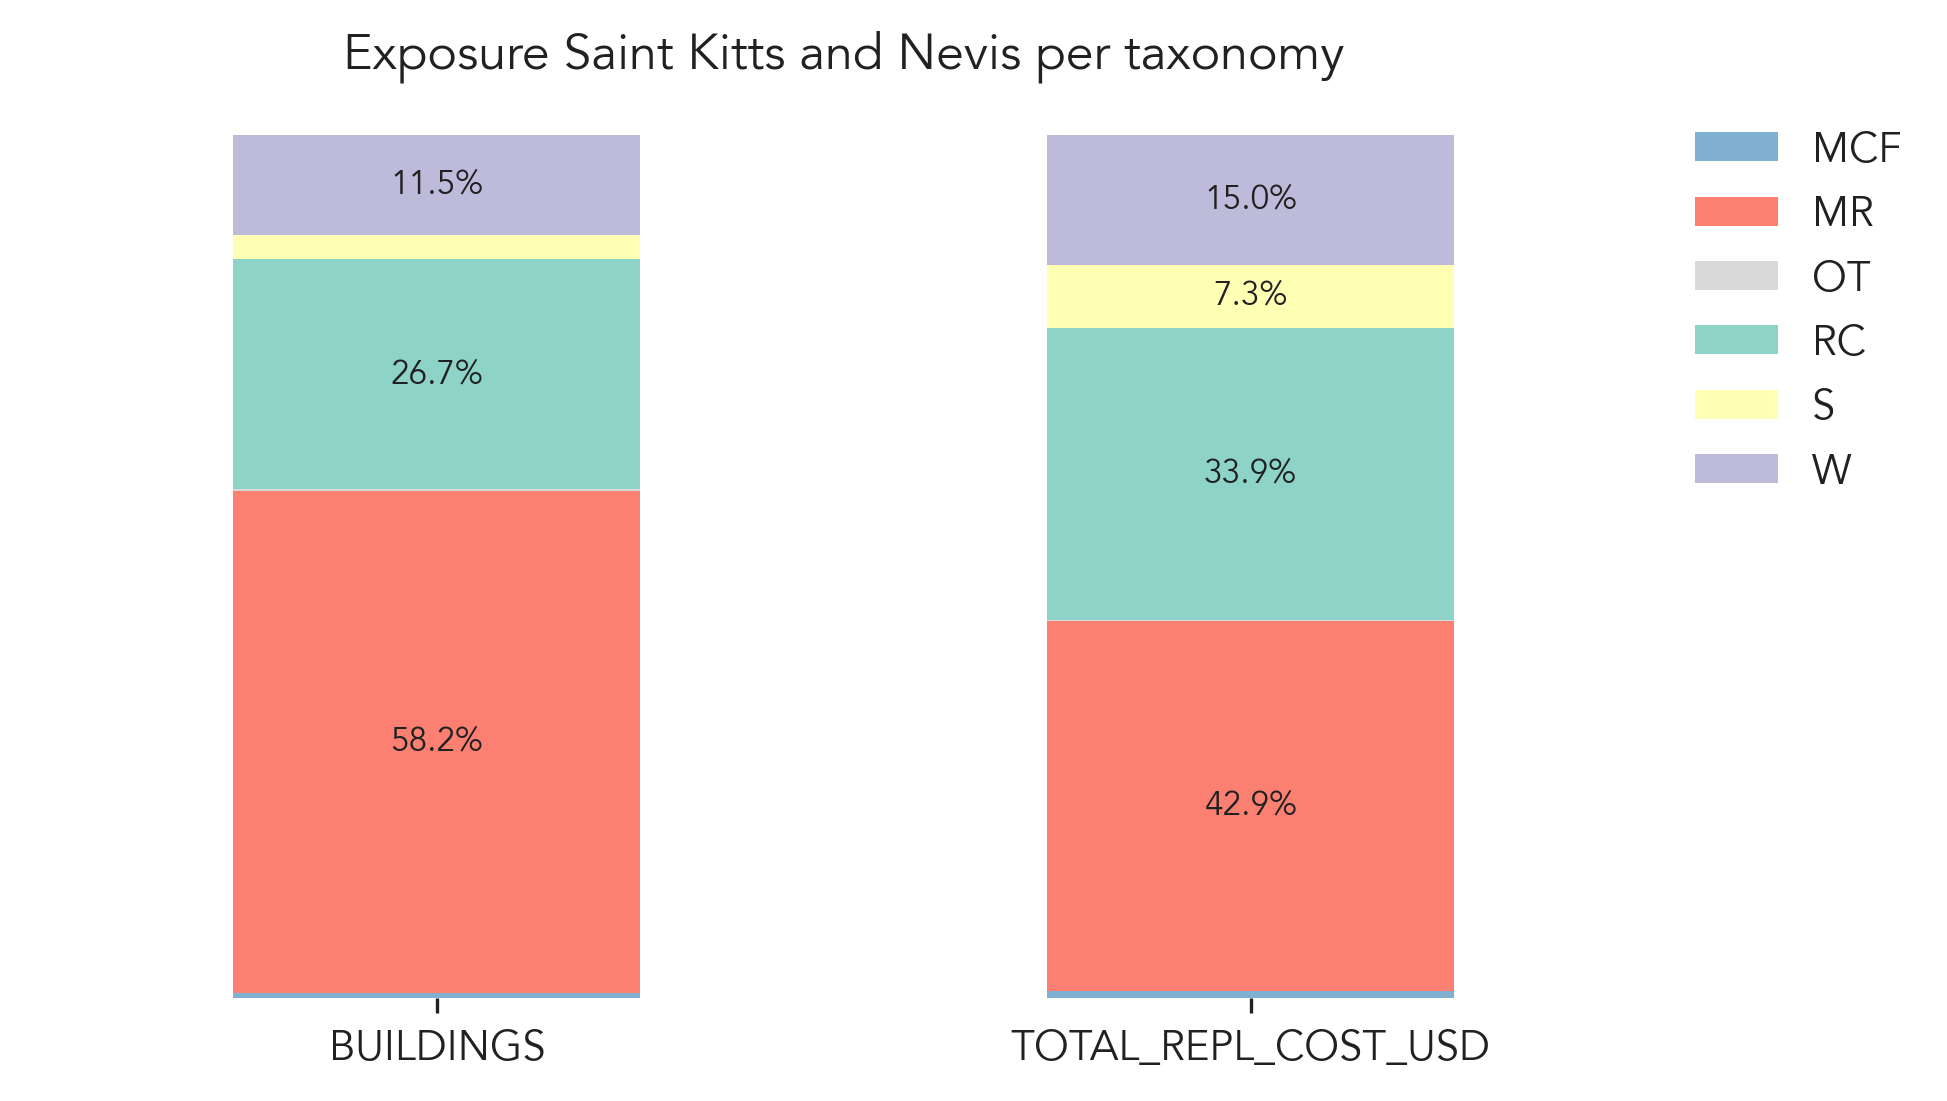 Exposure Saint Kitts and Nevis per taxonomy
11.5%
26.7%
58.2%
BUILDINGS
15.0%
7.3%
33.9%
42.9%
TOTAL_REPL_COST_USD
MCF
MR
OT
RC
S
W